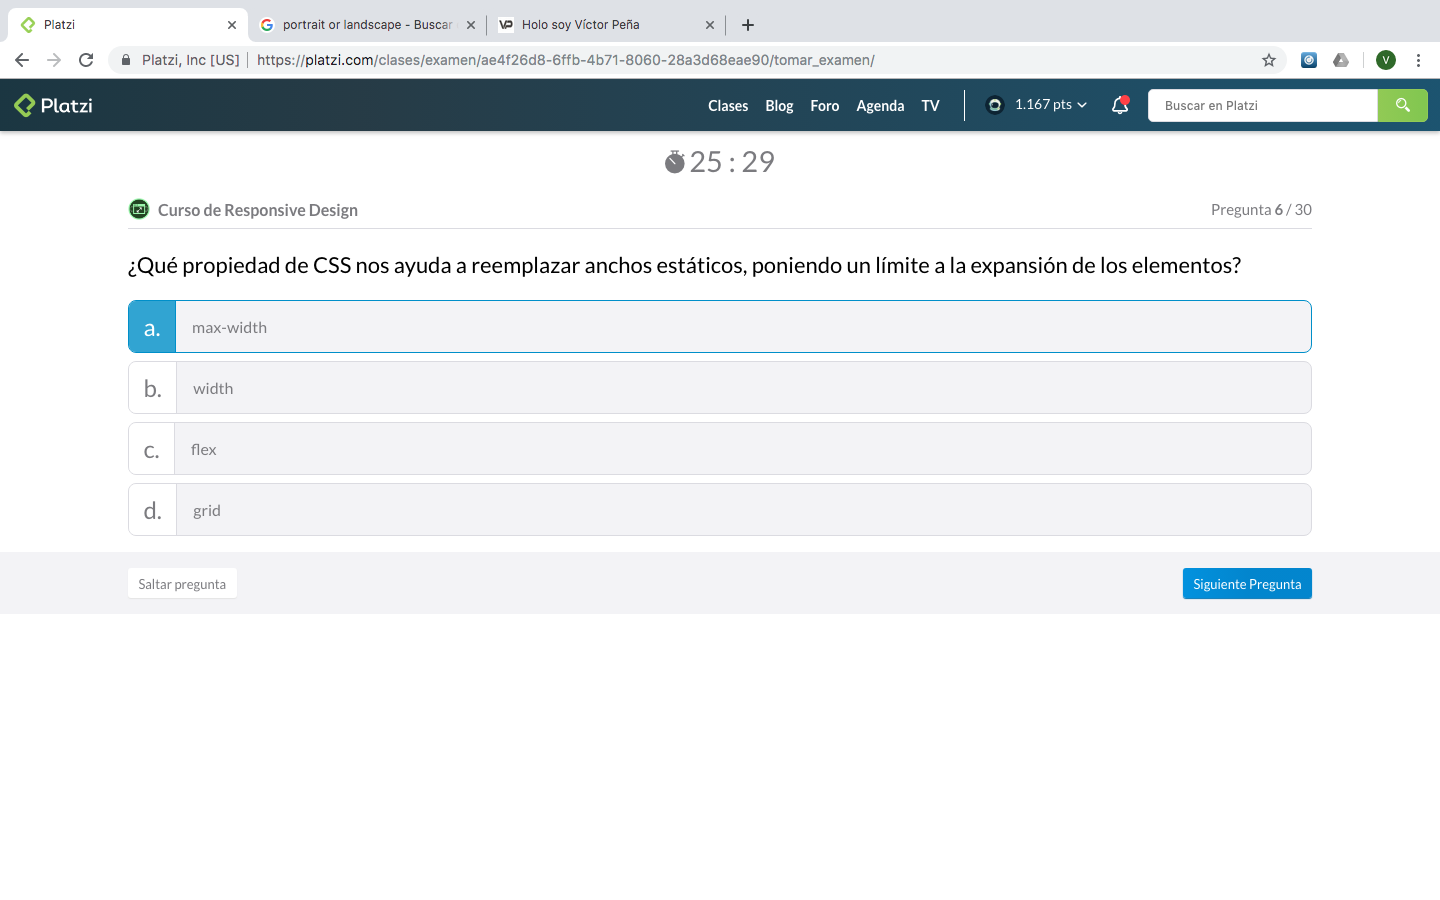 Platzi
portrait or landscape - Buscar
Holo soy Víctor Peña
Platzi, Inc [US]
https://platzi.com/clases/examen/ae4f26d8-6ffb-4b71-8060-28a3d68eae90/tomar_examen/
V
Platzi
Clases
Blog
Foro
Agenda
TV
1.167 pts
Buscar en Platzi
25 : 29
Curso de Responsive Design
Pregunta 6 / 30
¿Qué propiedad de CSS nos ayuda a reemplazar anchos estáticos, poniendo un límite a la expansión de los elementos?
a. max-width
b. width
c. flex
d. grid
Saltar pregunta
Siguiente Pregunta